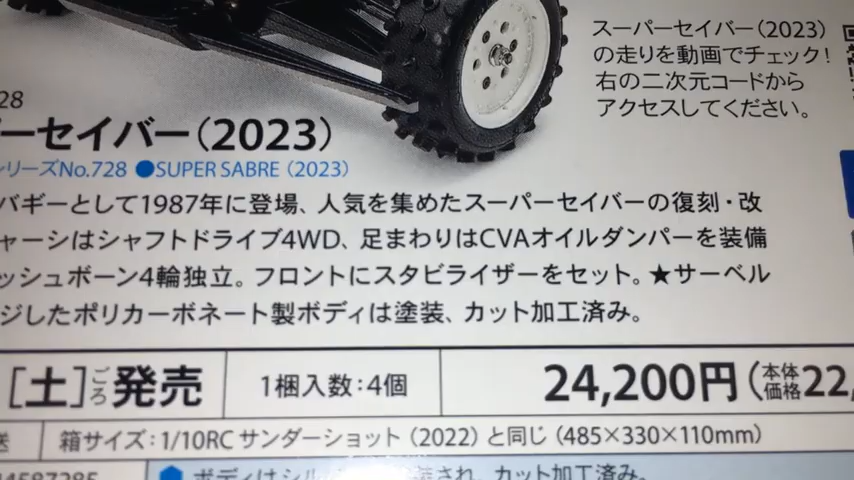 スーパーセイバー（2023）
の走りを動画でチェック！
右の二次元コードから
アクセスしてください。
28
ーセイバー（2023）
リーズNo.728 ●SUPER SABRE（2023）
バギーとして1987年に登場、人気を集めたスーパーセイバーの復刻・改
ャーシはシャフトドライブ4WD、足まわりはCVAオイルダンパーを装備
ッシュボーン4輪独立。フロントにスタビライザーをセット。★サーベル
ジしたポリカーボネート製ボディは塗装、カット加工済み。
［土］ごろ発売 1梱入数：4個 24,200円（本体価格22,
送 箱サイズ：1/10RC サンダーショット（2022）と同じ（485×330×110mm）
ボディはシル 装され、カット加工済み。